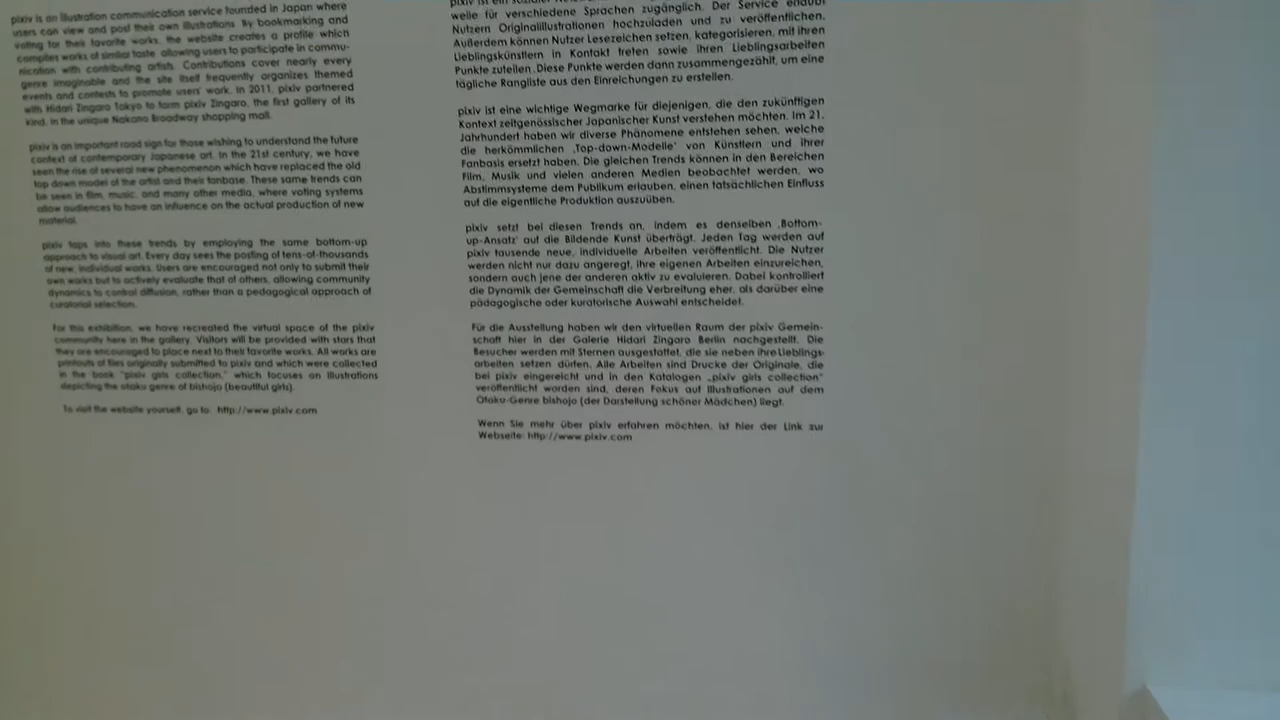 pixiv is an illustration communication service founded in Japan where
users can view and post their own illustrations. By bookmarking and
voting for their favorite works, the website creates a profile which
compiles works of similar taste allowing users to participate in commu-
nication with contributing artists. Contributions cover nearly every
genre imaginable and the site itself frequently organizes themed
events and contests to promote users' work. In 2011, pixiv partnered
with Hidari Zingaro Tokyo to form pixiv Zingaro, the first gallery of its
kind, in the unique Nakano Broadway shopping mall.
pixiv is an important road sign for those wishing to understand the future
context of contemporary Japanese art. In the 21st century, we have
seen the rise of several new phenomenon which have replaced the old
top down model of the artist and their fanbase. These same trends can
be seen in film, music, and many other media, where voting systems
allow audiences to have an influence on the actual production of new
material.
pixiv taps into these trends by employing the same bottom-up
approach to visual art. Every day sees the posting of tens-of-thousands
of new, individual works. Users are encouraged not only to submit their
own works but to actively evaluate that of others, allowing community
dynamics to control diffusion, rather than a pedagogical approach of
curatorial selection.
For this exhibition, we have recreated the virtual space of the pixiv
community here in the gallery. Visitors will be provided with stars that
they are encouraged to place next to their favorite works. All works are
printouts of files originally submitted to pixiv and which were collected
in the book "pixiv girls collection," which focuses on illustrations
depicting the otaku genre of bishojo (beautiful girls).
To visit the website yourself, go to: http://www.pixiv.com
pixiv ist ein
welle für verschiedene Sprachen zugänglich. Der Service erlaubt
Nutzern Originalillustrationen hochzuladen und zu veröffentlichen.
Außerdem können Nutzer Lesezeichen setzen, kategorisieren, mit ihren
Lieblingskünstlern in Kontakt treten sowie ihren Lieblingsarbeiten
Punkte zuteilen. Diese Punkte werden dann zusammengezählt, um eine
tägliche Rangliste aus den Einreichungen zu erstellen.
pixiv ist eine wichtige Wegmarke für diejenigen, die den zukünftigen
Kontext zeitgenössischer Japanischer Kunst verstehen möchten. Im 21.
Jahrhundert haben wir diverse Phänomene entstehen sehen, welche
die herkömmlichen ‚Top-down-Modelle' von Künstlern und ihrer
Fanbasis ersetzt haben. Die gleichen Trends können in den Bereichen
Film, Musik und vielen anderen Medien beobachtet werden, wo
Abstimmsysteme dem Publikum erlauben, einen tatsächlichen Einfluss
auf die eigentliche Produktion auszuüben.
pixiv setzt bei diesen Trends an, indem es denselben ‚Bottom-
up-Ansatz' auf die Bildende Kunst überträgt. Jeden Tag werden auf
pixiv tausende neue, individuelle Arbeiten veröffentlicht. Die Nutzer
werden nicht nur dazu angeregt, ihre eigenen Arbeiten einzureichen,
sondern auch jene der anderen aktiv zu evaluieren. Dabei kontrolliert
die Dynamik der Gemeinschaft die Verbreitung eher, als darüber eine
pädagogische oder kuratorische Auswahl entscheidet.
Für die Ausstellung haben wir den virtuellen Raum der pixiv Gemein-
schaft hier in der Galerie Hidari Zingaro Berlin nachgestellt. Die
Besucher werden mit Sternen ausgestattet, die sie neben ihre Lieblings-
arbeiten setzen dürfen. Alle Arbeiten sind Drucke der Originale, die
bei pixiv eingereicht und in den Katalogen „pixiv girls collection"
veröffentlicht worden sind, deren Fokus auf Illustrationen auf dem
Otaku-Genre bishojo (der Darstellung schöner Mädchen) liegt.
Wenn Sie mehr über pixiv erfahren möchten, ist hier der Link zur
Webseite: http://www.pixiv.com